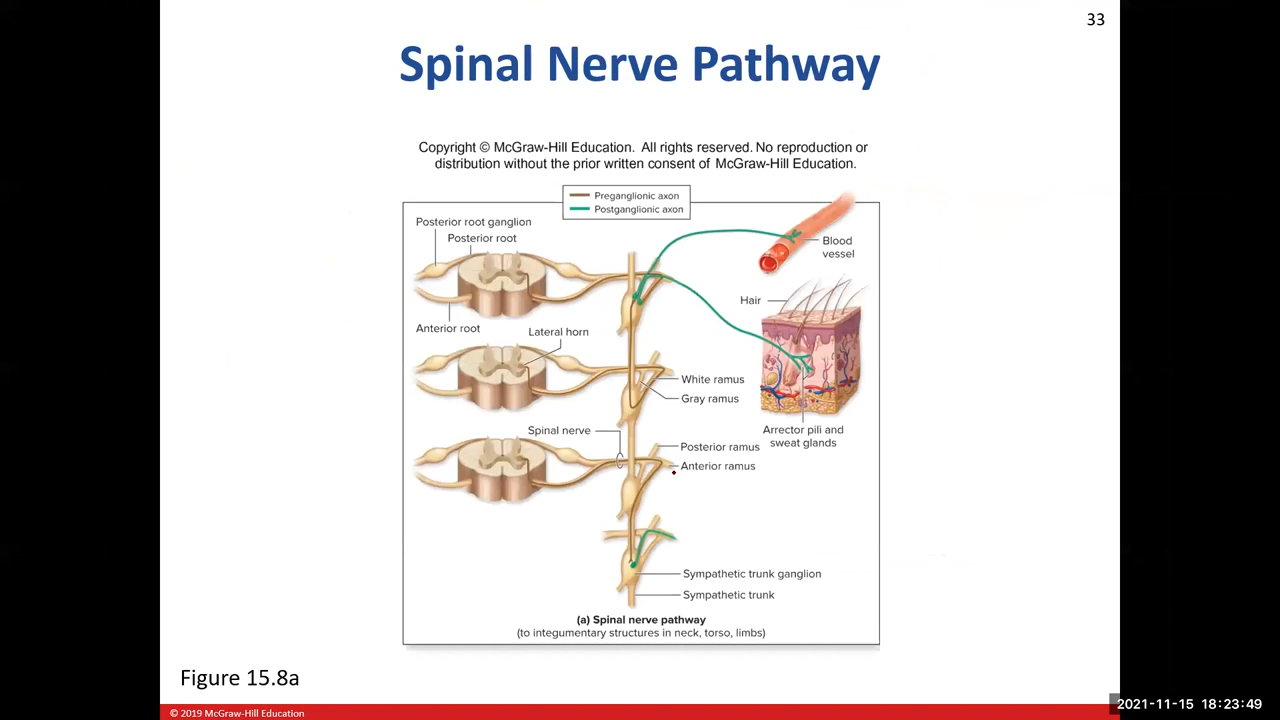 33
Spinal Nerve Pathway
Copyright © McGraw-Hill Education. All rights reserved. No reproduction or
distribution without the prior written consent of McGraw-Hill Education.
Preganglionic axon
Postganglionic axon
Posterior root ganglion
Posterior root
Blood
vessel
Hair
Anterior root
Lateral horn
White ramus
Gray ramus
Arrector pili and
sweat glands
Spinal nerve
Posterior ramus
Anterior ramus
Sympathetic trunk ganglion
Sympathetic trunk
(a) Spinal nerve pathway
(to integumentary structures in neck, torso, limbs)
Figure 15.8a
© 2019 McGraw-Hill Education
2021-11-15 18:23:49